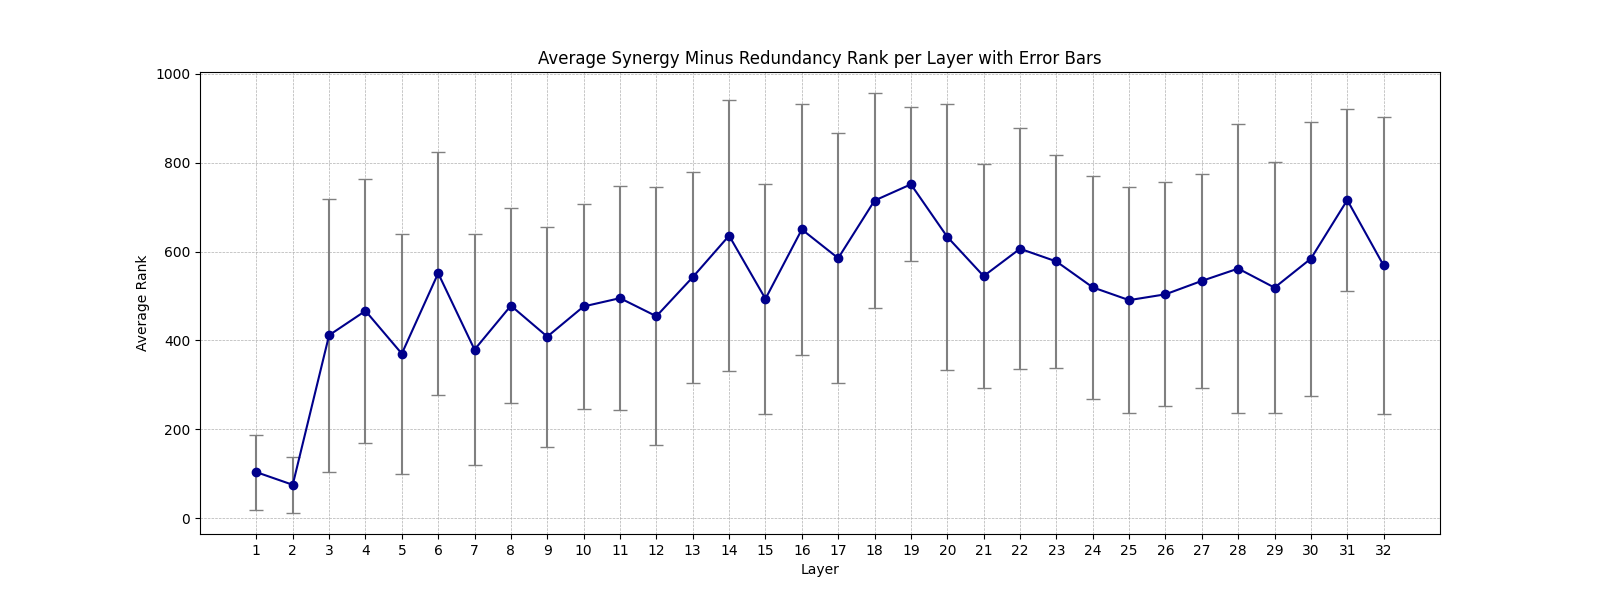 Average Synergy Minus Redundancy Rank per Layer with Error Bars
1000
800
600
400
200
0
Average Rank
1 2 3 4 5 6 7 8 9 10 11 12 13 14 15 16 17 18 19 20 21 22 23 24 25 26 27 28 29 30 31 32
Layer